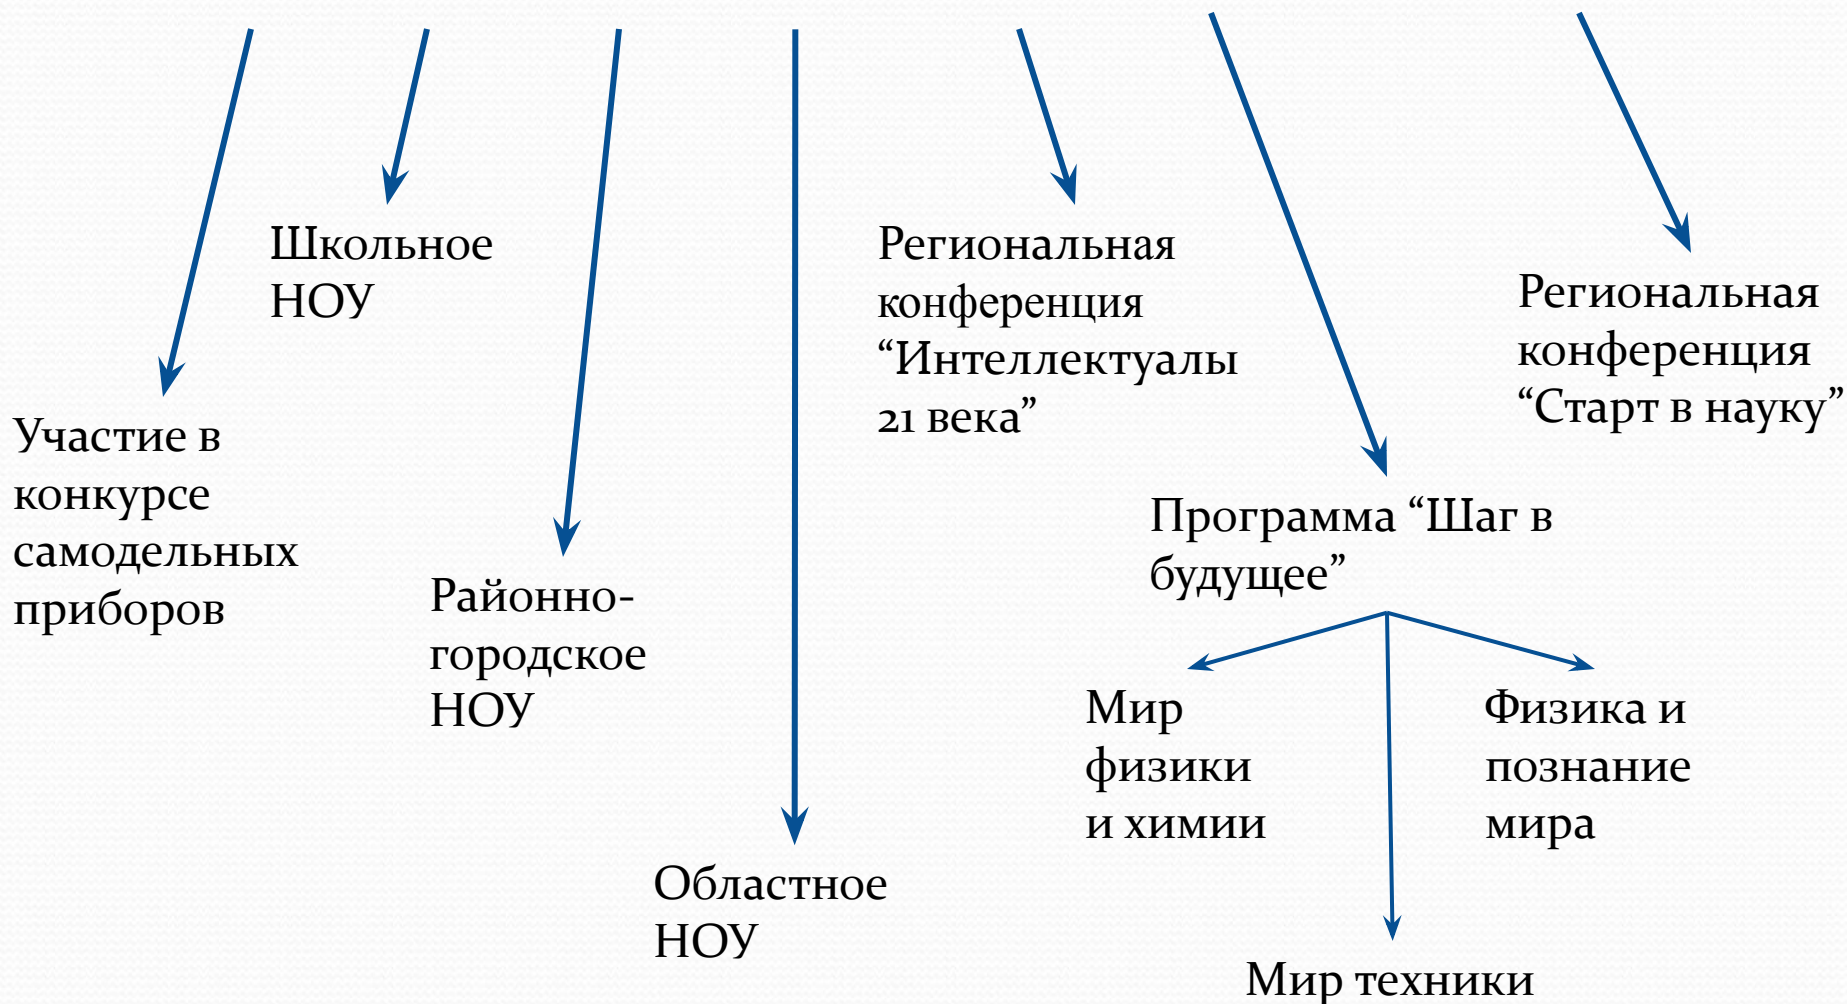 Школьное
НОУ
Региональная
конференция
“Интеллектуалы
21 века”
Региональная
конференция
“Старт в науку”
Участие в
конкурсе
самодельных
приборов
Программа “Шаг в
будущее”
Районно-
городское
НОУ
Мир
физики
и химии
Физика и
познание
мира
Областное
НОУ
Мир техники